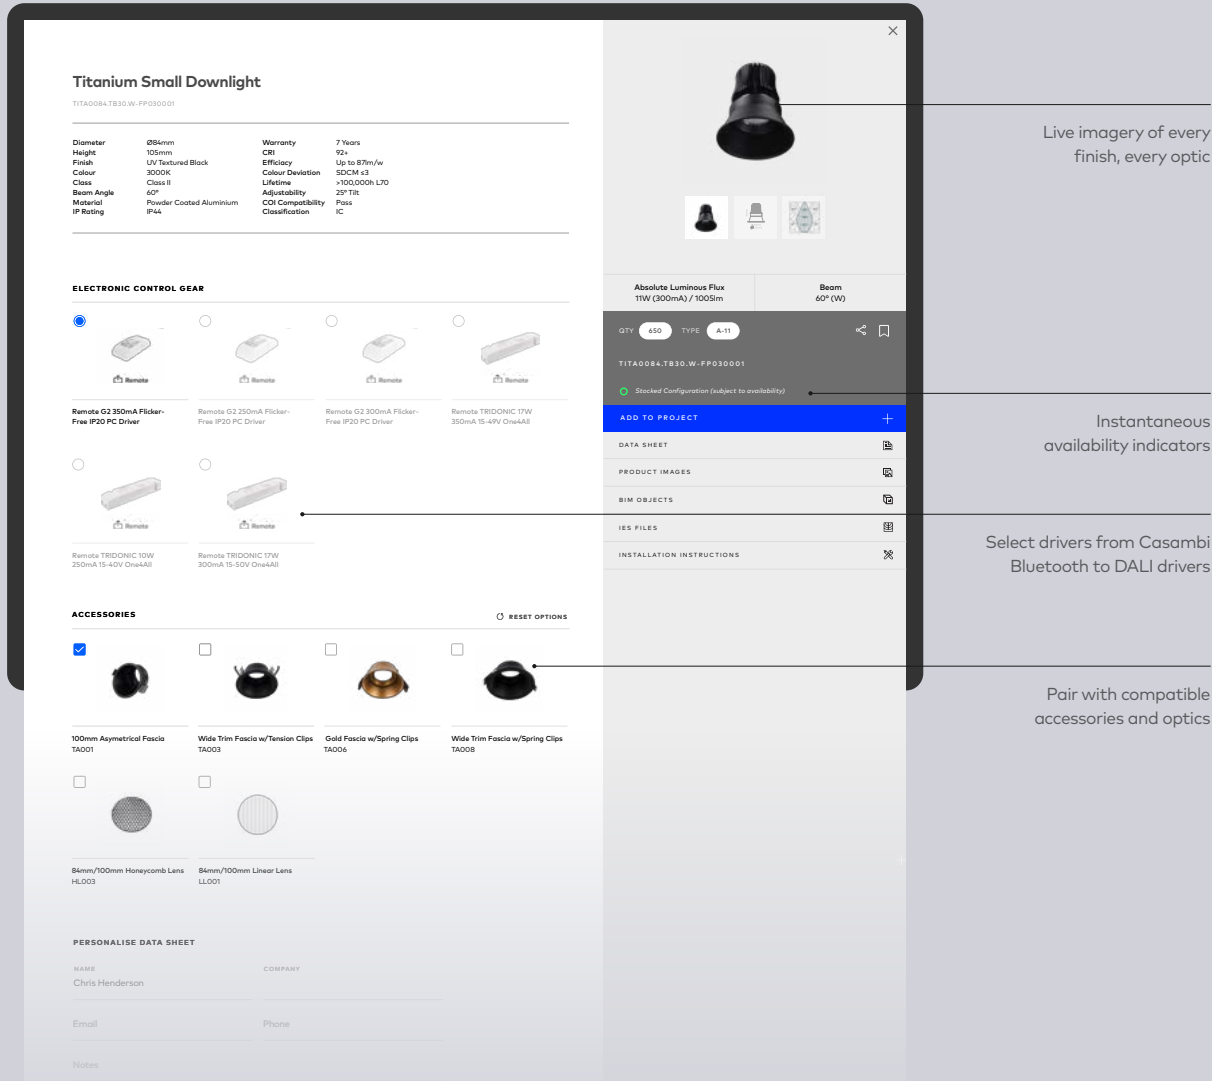 Titanium Small Downlight
TITA0084.TB30.W-FP030001
Diameter Ø84mm Warranty 7 Years
Height 105mm CRI 92+
Finish UV Textured Black Efficiacy Up to 87lm/w
Colour 3000K Colour Deviation SDCM ≤3
Class Class II Lifetime >100,000h L70
Beam Angle 60° Adjustability 25° Tilt
Material Powder Coated Aluminium COI Compatibility Pass
IP Rating IP44 Classification IC
ELECTRONIC CONTROL GEAR
Remote Remote Remote Remote
Remote G2 350mA Flicker- Remote G2 250mA Flicker- Remote G2 300mA Flicker- Remote TRIDONIC 17W
Free IP20 PC Driver Free IP20 PC Driver Free IP20 PC Driver 350mA 15-49V One4All
Remote Remote
Remote TRIDONIC 10W Remote TRIDONIC 17W
250mA 15-40V One4All 300mA 15-50V One4All
ACCESSORIES
RESET OPTIONS
100mm Asymetrical Fascia Wide Trim Fascia w/Tension Clips Gold Fascia w/Spring Clips Wide Trim Fascia w/Spring Clips
TA001 TA003 TA006 TA008
84mm/100mm Honeycomb Lens 84mm/100mm Linear Lens
HL003 LL001
PERSONALISE DATA SHEET
NAME COMPANY
Chris Henderson
Email Phone
Notes
Absolute Luminous Flux Beam
11W (300mA) / 1005lm 60° (W)
QTY 650 TYPE A-11
TITA0084.TB30.W-FP030001
Stocked Configuration (subject to availability)
ADD TO PROJECT
DATA SHEET
PRODUCT IMAGES
BIM OBJECTS
IES FILES
INSTALLATION INSTRUCTIONS
Live imagery of every
finish, every optic
Instantaneous
availability indicators
Select drivers from Casambi
Bluetooth to DALI drivers
Pair with compatible
accessories and optics